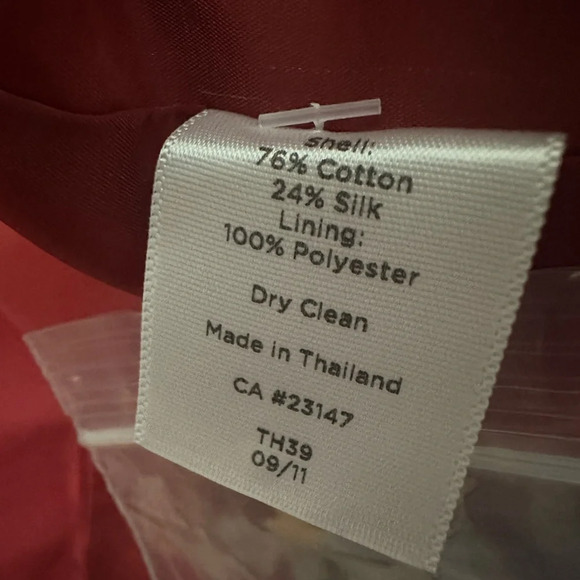 shell:
76% Cotton
24% Silk
Lining:
100% Polyester
Dry Clean
Made in Thailand
CA #23147
TH39
09/11